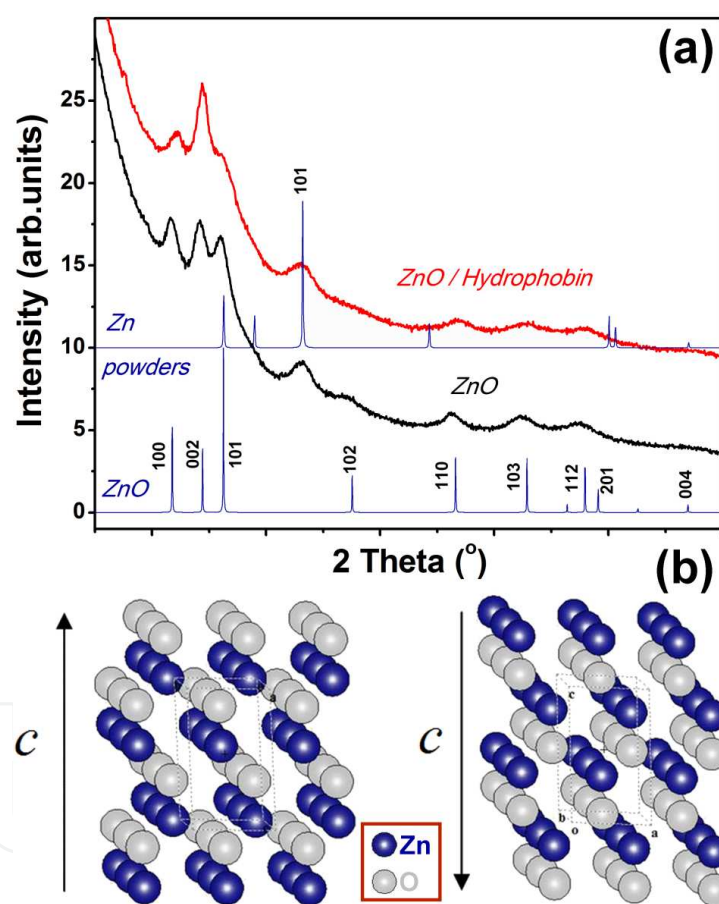 (a)
Intensity (arb.units)
25
20
15
10
5
0
101
ZnO / Hydrophobin
Zn
powders
ZnO
ZnO
100
002
101
102
110
103
112
201
004
2 Theta (°)
(b)
c
a
c
c
b
o
a
Zn
O